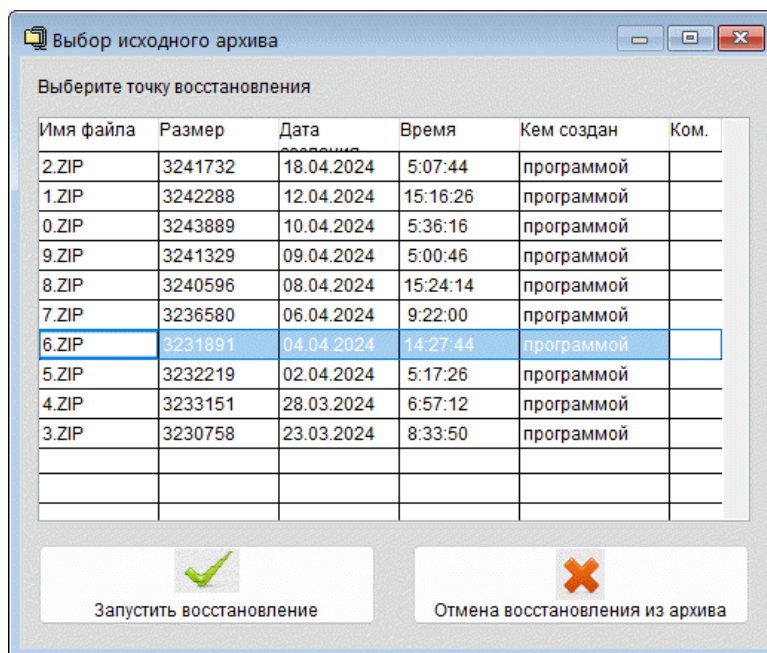 Выбор исходного архива
Выберите точку восстановления
Имя файла Размер Дата Время Кем создан Ком.
2.ZIP 3241732 18.04.2024 5:07:44 программой
1.ZIP 3242288 12.04.2024 15:16:26 программой
0.ZIP 3243889 10.04.2024 5:36:16 программой
9.ZIP 3241329 09.04.2024 5:00:46 программой
8.ZIP 3240596 08.04.2024 15:24:14 программой
7.ZIP 3236580 06.04.2024 9:22:00 программой
6.ZIP 3231891 04.04.2024 14:27:44 программой
5.ZIP 3232219 02.04.2024 5:17:26 программой
4.ZIP 3233151 28.03.2024 6:57:12 программой
3.ZIP 3230758 23.03.2024 8:33:50 программой
Запустить восстановление Отмена восстановления из архива